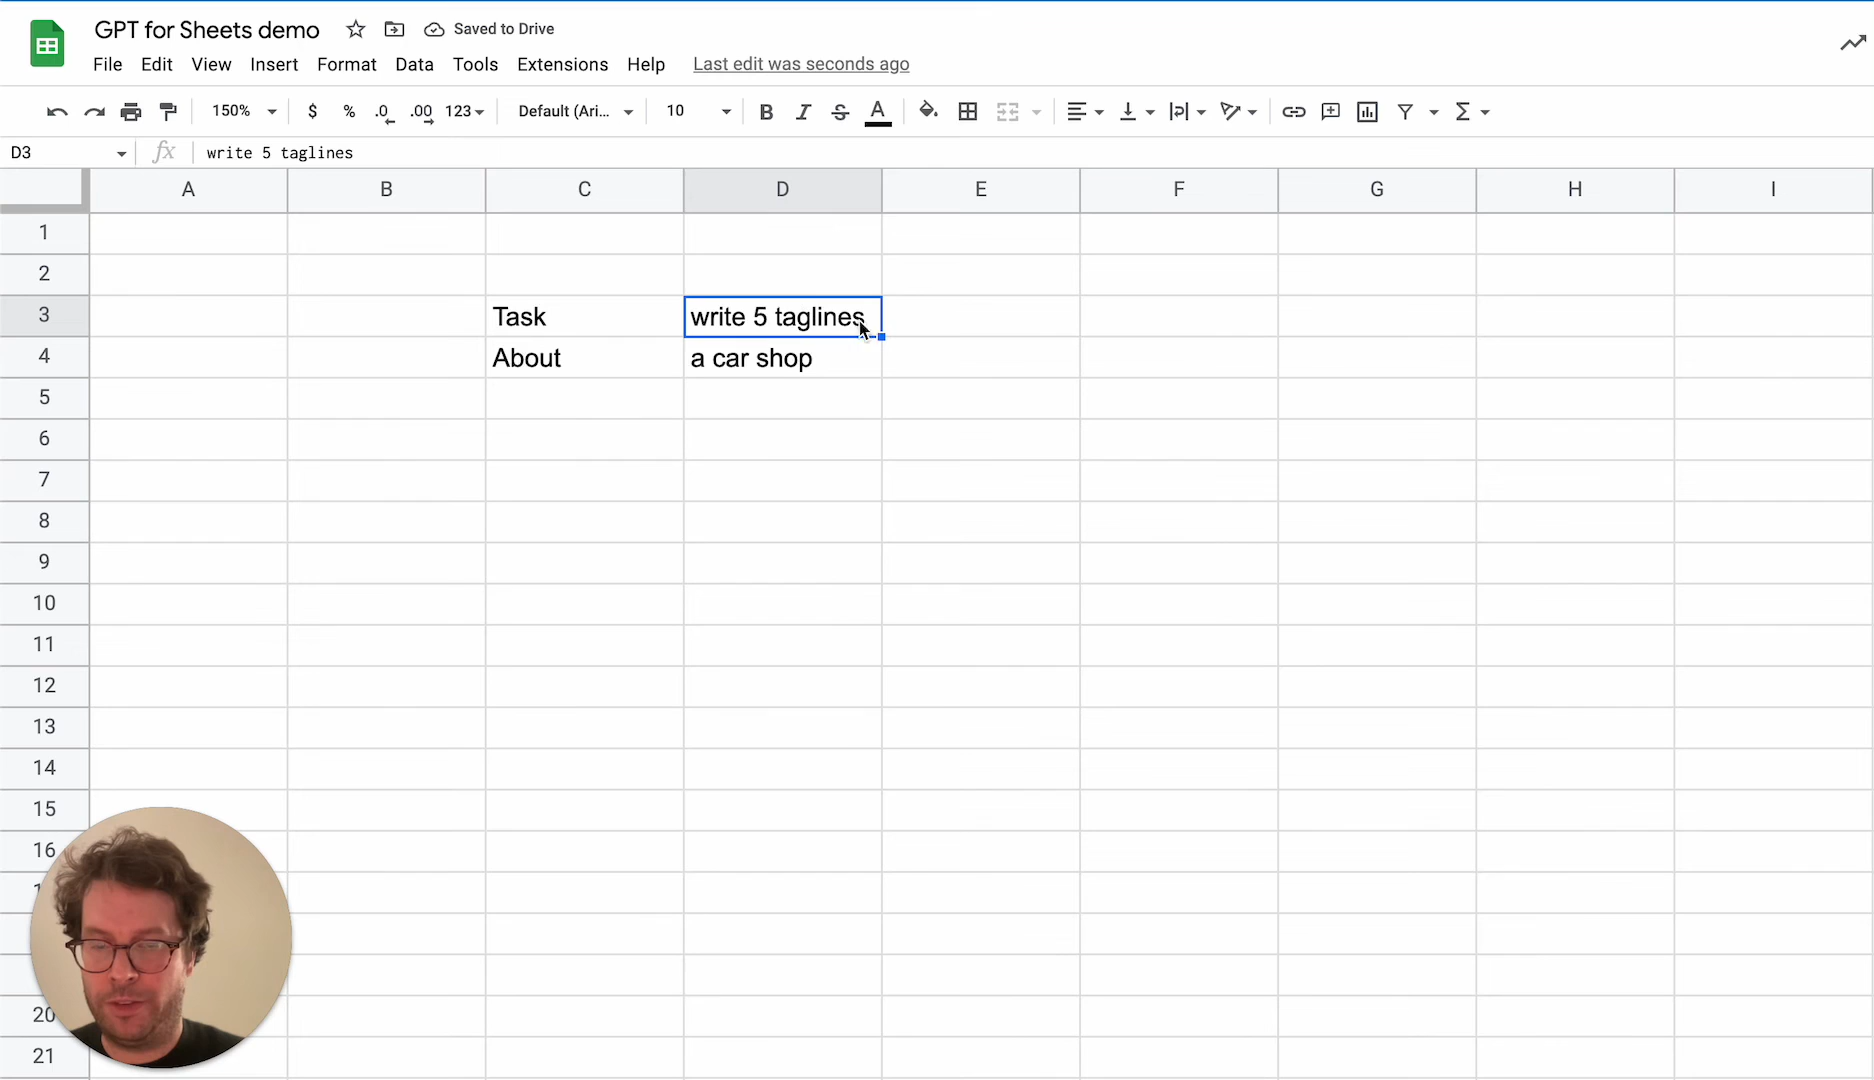 GPT for Sheets demo Saved to Drive
File Edit View Insert Format Data Tools Extensions Help Last edit was seconds ago
150% $ % .0 .00 123 Default (Ari... 10 B I S A Σ
D3 fx write 5 taglines
A B C D E F G H I
1
2
3 Task write 5 taglines
4 About a car shop
5
6
7
8
9
10
11
12
13
14
15
16
20
21